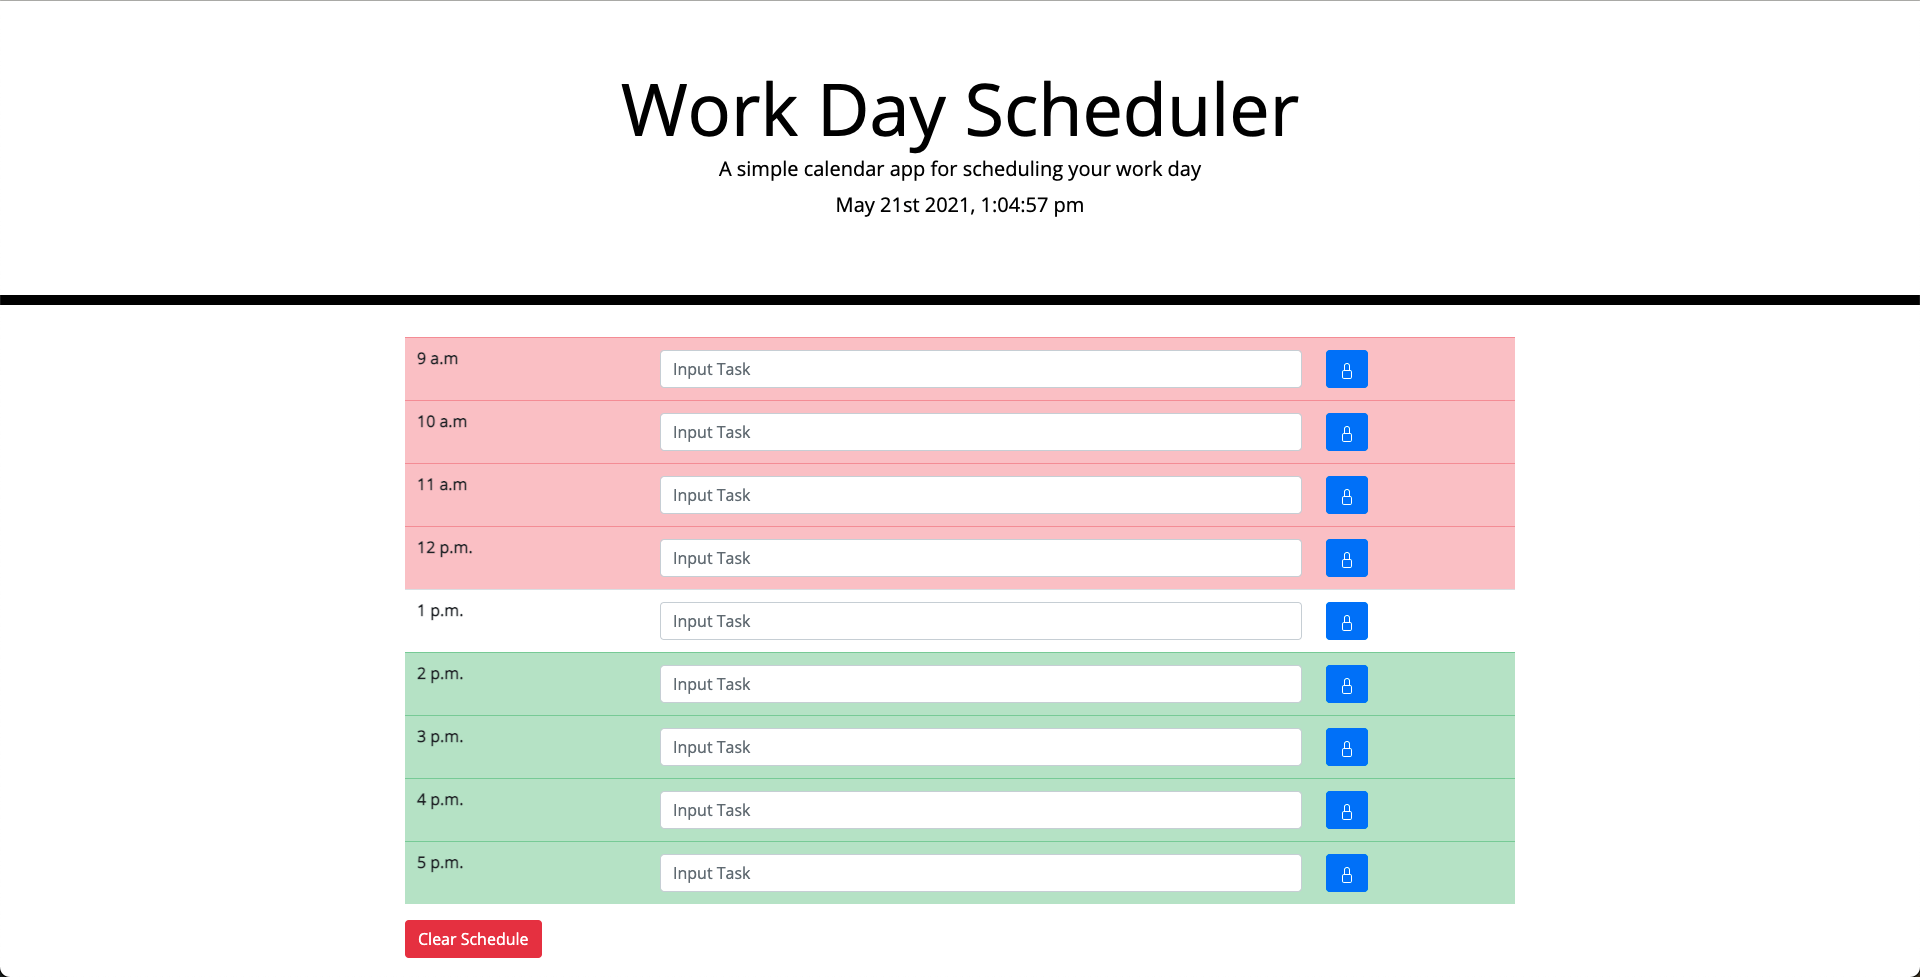 Work Day Scheduler
A simple calendar app for scheduling your work day
May 21st 2021, 1:04:57 pm
9 a.m Input Task
10 a.m Input Task
11 a.m Input Task
12 p.m. Input Task
1 p.m. Input Task
2 p.m. Input Task
3 p.m. Input Task
4 p.m. Input Task
5 p.m. Input Task
Clear Schedule